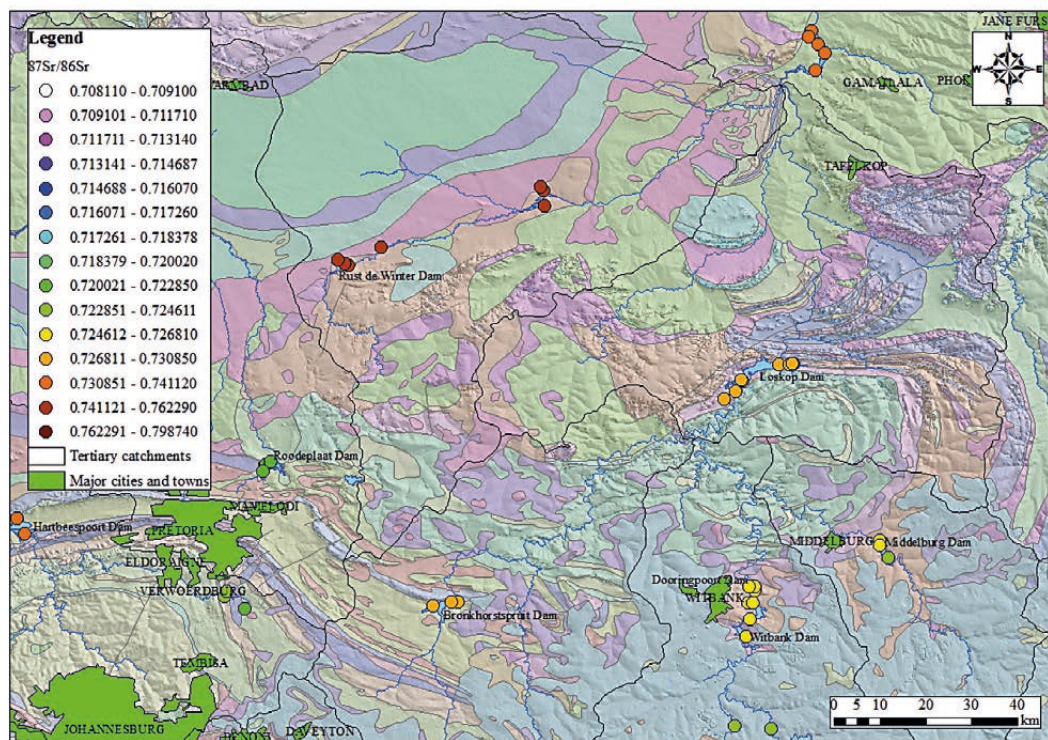 Legend
87Sr/86Sr
0.708110 - 0.709100
0.709101 - 0.711710
0.711711 - 0.713140
0.713141 - 0.714687
0.714688 - 0.716070
0.716071 - 0.717260
0.717261 - 0.718378
0.718379 - 0.720020
0.720021 - 0.722850
0.722851 - 0.724611
0.724612 - 0.726810
0.726811 - 0.730850
0.730851 - 0.741120
0.741121 - 0.762290
0.762291 - 0.798740
Tertiary catchments
Major cities and towns
JANE FURS
N
W E
S
GAMATLALA
PHOK
TAFELKOP
Rust de Winter Dam
Loskop Dam
Roodeplaat Dam
MAMELODI
Hartbeespoort Dam
PRETORIA
ELDORAIGNE
VERWOERDBURG
MIDDELBURG
Middelburg Dam
Doornpoort Dam
WITBANK
Bronkhorstspruit Dam
Witbank Dam
TEMBISA
JOHANNESBURG
DAVEYTON
0 5 10 20 30 40
km